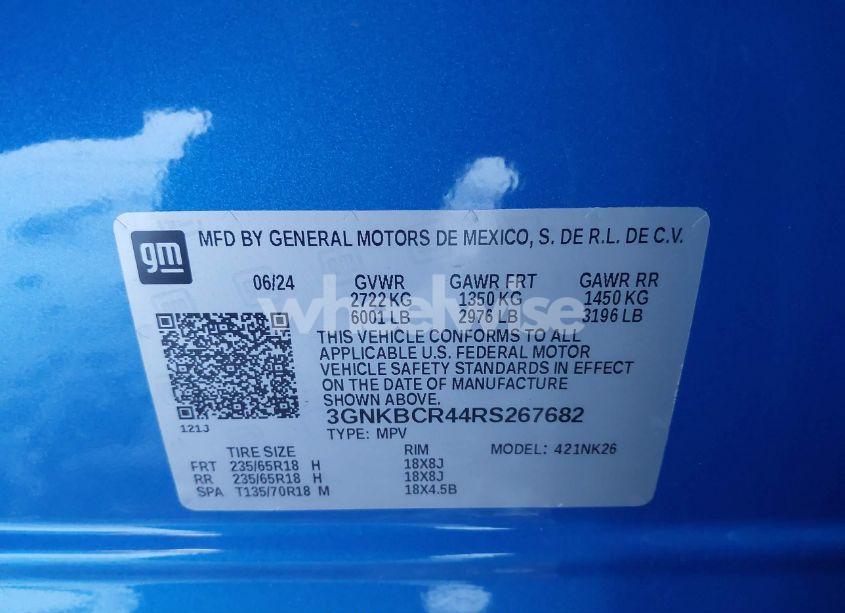 gm
MFD BY GENERAL MOTORS DE MEXICO, S. DE R.L. DE C.V.
06/24 GVWR GAWR FRT GAWR RR
2722 KG 1350 KG 1450 KG
6001 LB 2976 LB 3196 LB
wheelwise
THIS VEHICLE CONFORMS TO ALL
APPLICABLE U.S. FEDERAL MOTOR
VEHICLE SAFETY STANDARDS IN EFFECT
ON THE DATE OF MANUFACTURE
SHOWN ABOVE.
121J
3GNKBCR44RS267682
TYPE: MPV
TIRE SIZE RIM MODEL: 421NK26
FRT 235/65R18 H 18X8J
RR 235/65R18 H 18X8J
SPA T135/70R18 M 18X4.5B